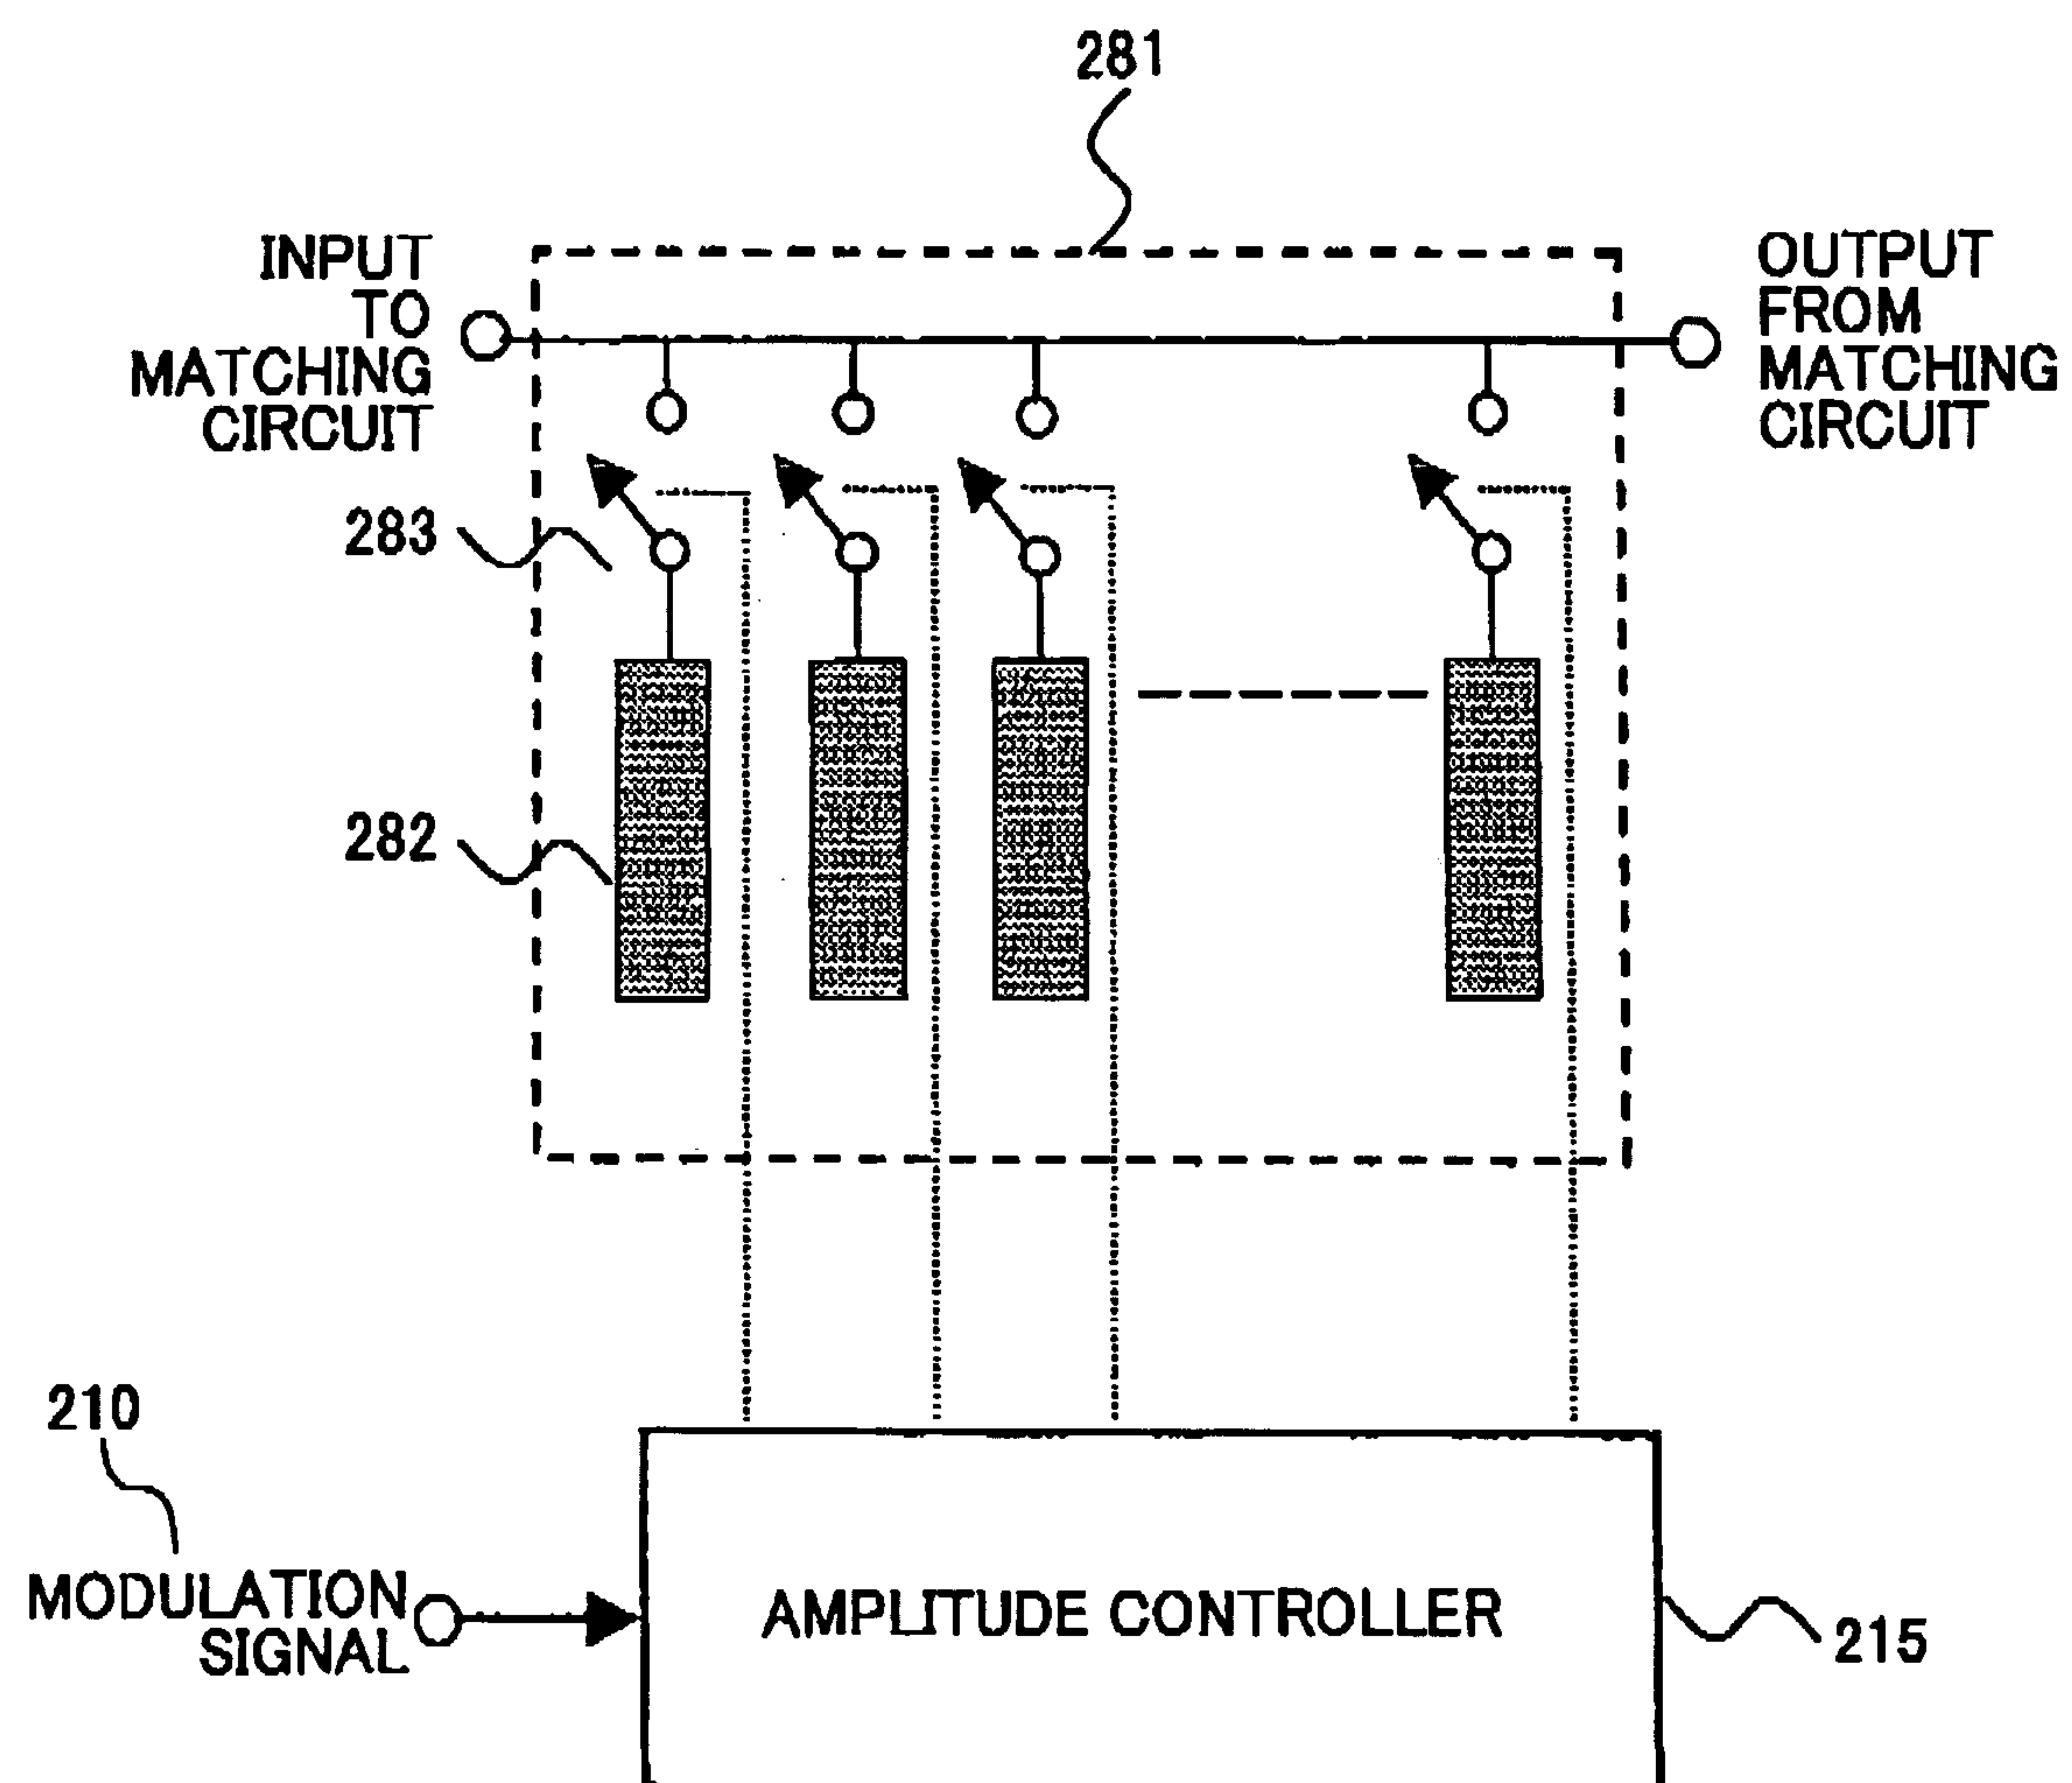 281
INPUT
TO
MATCHING
CIRCUIT
OUTPUT
FROM
MATCHING
CIRCUIT
283
282
210
MODULATION
SIGNAL
AMPLITUDE CONTROLLER
215